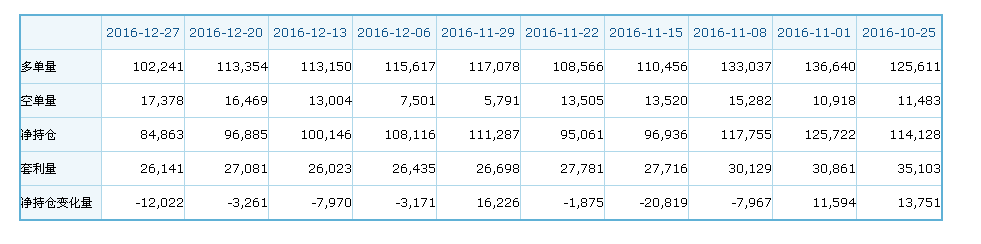 2016-12-27 2016-12-20 2016-12-13 2016-12-06 2016-11-29 2016-11-22 2016-11-15 2016-11-08 2016-11-01 2016-10-25
多单量 102,241 113,354 113,150 115,617 117,078 108,566 110,456 133,037 136,640 125,611
空单量 17,378 16,469 13,004 7,501 5,791 13,505 13,520 15,282 10,918 11,483
净持仓 84,863 96,885 100,146 108,116 111,287 95,061 96,936 117,755 125,722 114,128
套利量 26,141 27,081 26,023 26,435 26,698 27,781 27,716 30,129 30,861 35,103
净持仓变化量 -12,022 -3,261 -7,970 -3,171 16,226 -1,875 -20,819 -7,967 11,594 13,751